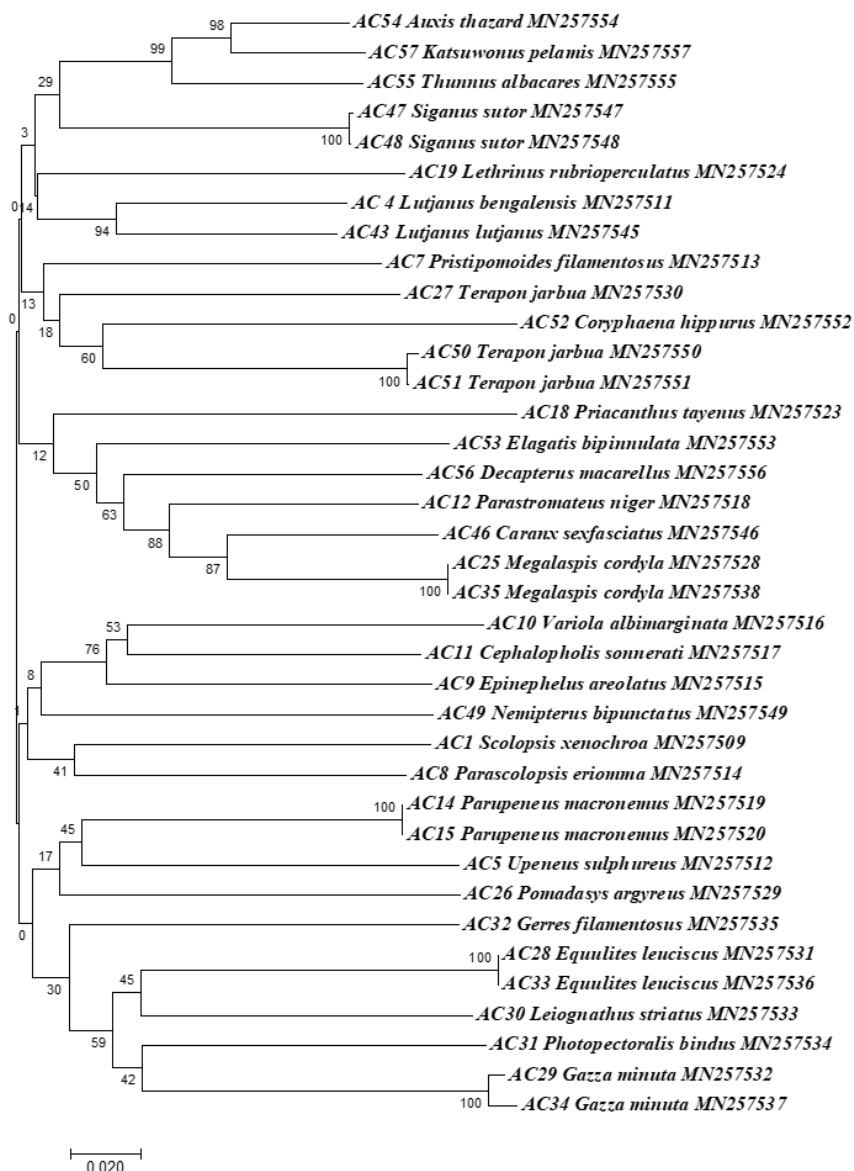 98
AC54 Auxis thazard MN257554
99
AC57 Katsuwonus pelamis MN257557
29
AC55 Thunnus albacares MN257555
AC47 Siganus sutor MN257547
3
100
AC48 Siganus sutor MN257548
AC19 Lethrinus rubrioperculatus MN257524
0
14
AC 4 Lutjanus bengalensis MN257511
94
AC43 Lutjanus lutjanus MN257545
AC7 Pristipomoides filamentosus MN257513
13
AC27 Terapon jarbua MN257530
0
18
AC52 Coryphaena hippurus MN257552
60
AC50 Terapon jarbua MN257550
100
AC51 Terapon jarbua MN257551
AC18 Priacanthus tayenus MN257523
12
AC53 Elagatis bipinnulata MN257553
50
AC56 Decapterus macarellus MN257556
63
AC12 Parastromateus niger MN257518
88
AC46 Caranx sexfasciatus MN257546
87
AC25 Megalaspis cordyla MN257528
100
AC35 Megalaspis cordyla MN257538
53
AC10 Variola albimarginata MN257516
76
AC11 Cephalopholis sonnerati MN257517
8
AC9 Epinephelus areolatus MN257515
1
AC49 Nemipterus bipunctatus MN257549
AC1 Scolopsis xenochroa MN257509
41
AC8 Parascolopsis eriomma MN257514
100
AC14 Parupeneus macronemus MN257519
45
AC15 Parupeneus macronemus MN257520
17
AC5 Upeneus sulphureus MN257512
AC26 Pomadasys argyreus MN257529
0
AC32 Gerres filamentosus MN257535
100
AC28 Equulites leuciscus MN257531
30
45
AC33 Equulites leuciscus MN257536
AC30 Leiognathus striatus MN257533
59
AC31 Photopectoralis bindus MN257534
42
AC29 Gazza minuta MN257532
100
AC34 Gazza minuta MN257537
0.020